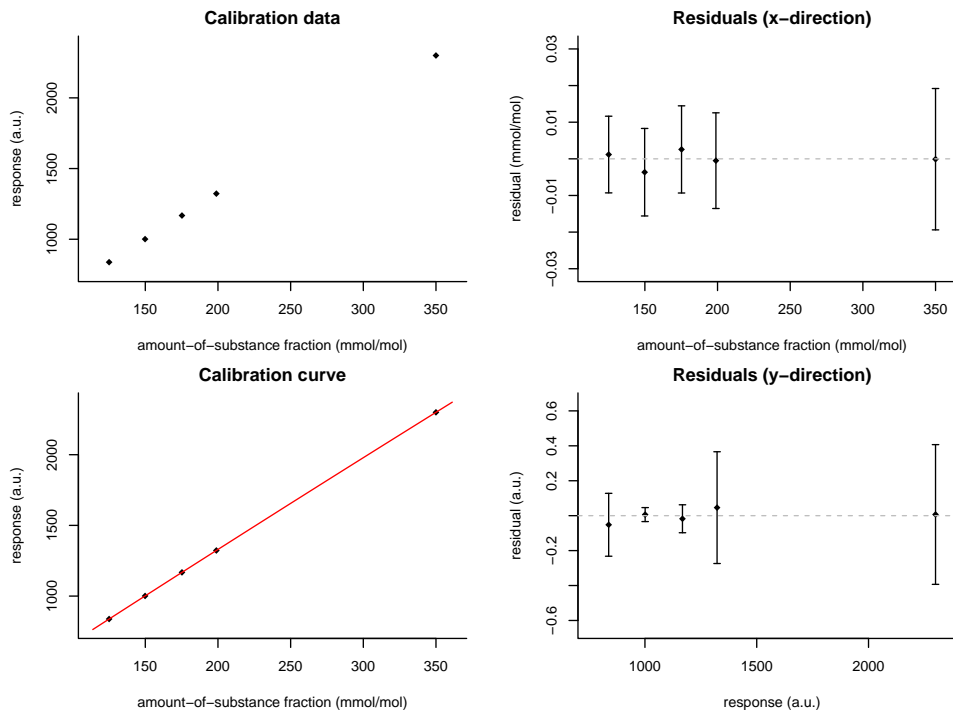 Calibration data
response (a.u.)
2000
1500
1000
150 200 250 300 350
amount−of−substance fraction (mmol/mol)
Residuals (x−direction)
residual (mmol/mol)
0.03
0.01
−0.01
−0.03
150 200 250 300 350
amount−of−substance fraction (mmol/mol)
Calibration curve
response (a.u.)
2000
1500
1000
150 200 250 300 350
amount−of−substance fraction (mmol/mol)
Residuals (y−direction)
residual (a.u.)
0.6
0.2
−0.2
−0.6
1000 1500 2000
response (a.u.)